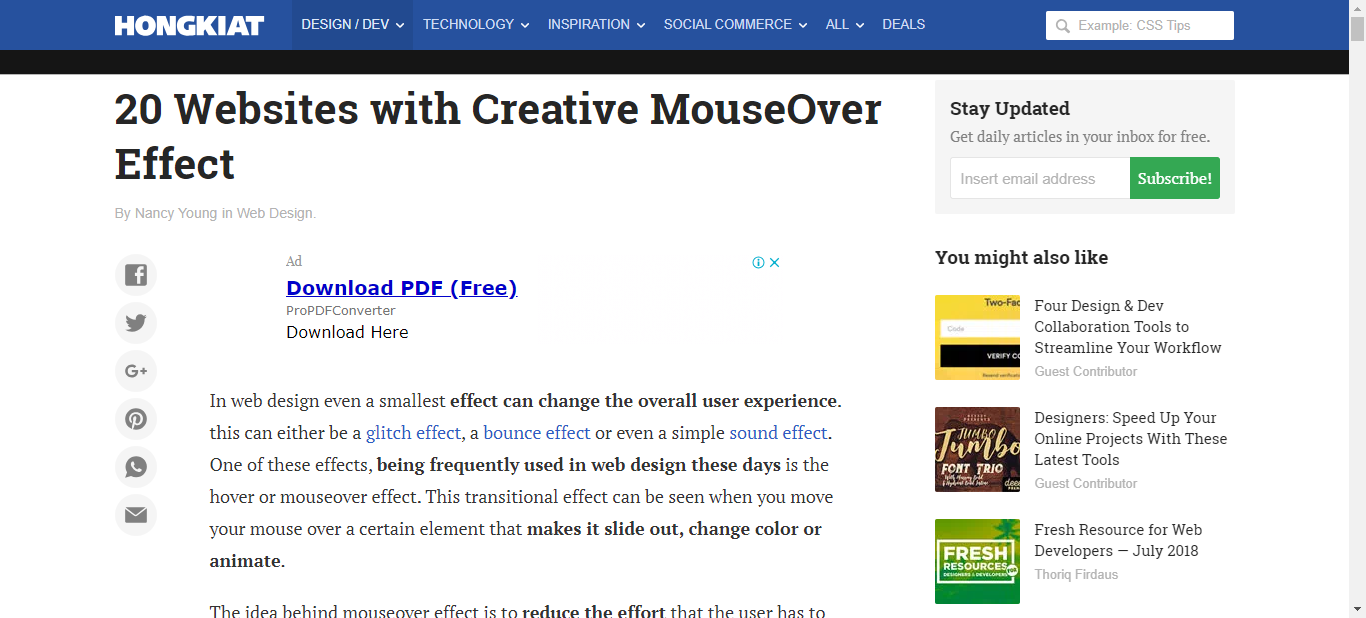 HONGKIAT
DESIGN / DEV
TECHNOLOGY
INSPIRATION
SOCIAL COMMERCE
ALL
DEALS
Example: CSS Tips
20 Websites with Creative MouseOver
Effect
By Nancy Young in Web Design.
Ad
Download PDF (Free)
ProPDFConverter
Download Here
In web design even a smallest effect can change the overall user experience.
this can either be a glitch effect, a bounce effect or even a simple sound effect.
One of these effects, being frequently used in web design these days is the
hover or mouseover effect. This transitional effect can be seen when you move
your mouse over a certain element that makes it slide out, change color or
animate.
The idea behind mouseover effect is to reduce the effort that the user has to
Stay Updated
Get daily articles in your inbox for free.
Insert email address
Subscribe!
You might also like
Two-Fac
Code
VERIFY CO
Four Design & Dev
Collaboration Tools to
Streamline Your Workflow
Guest Contributor
JUMBO
Jumbo
FONT TRIO
Designers: Speed Up Your
Online Projects With These
Latest Tools
Guest Contributor
FRESH
RESOURCES
FOR
DESIGNERS & DEVELOPERS
Fresh Resource for Web
Developers — July 2018
Thoriq Firdaus